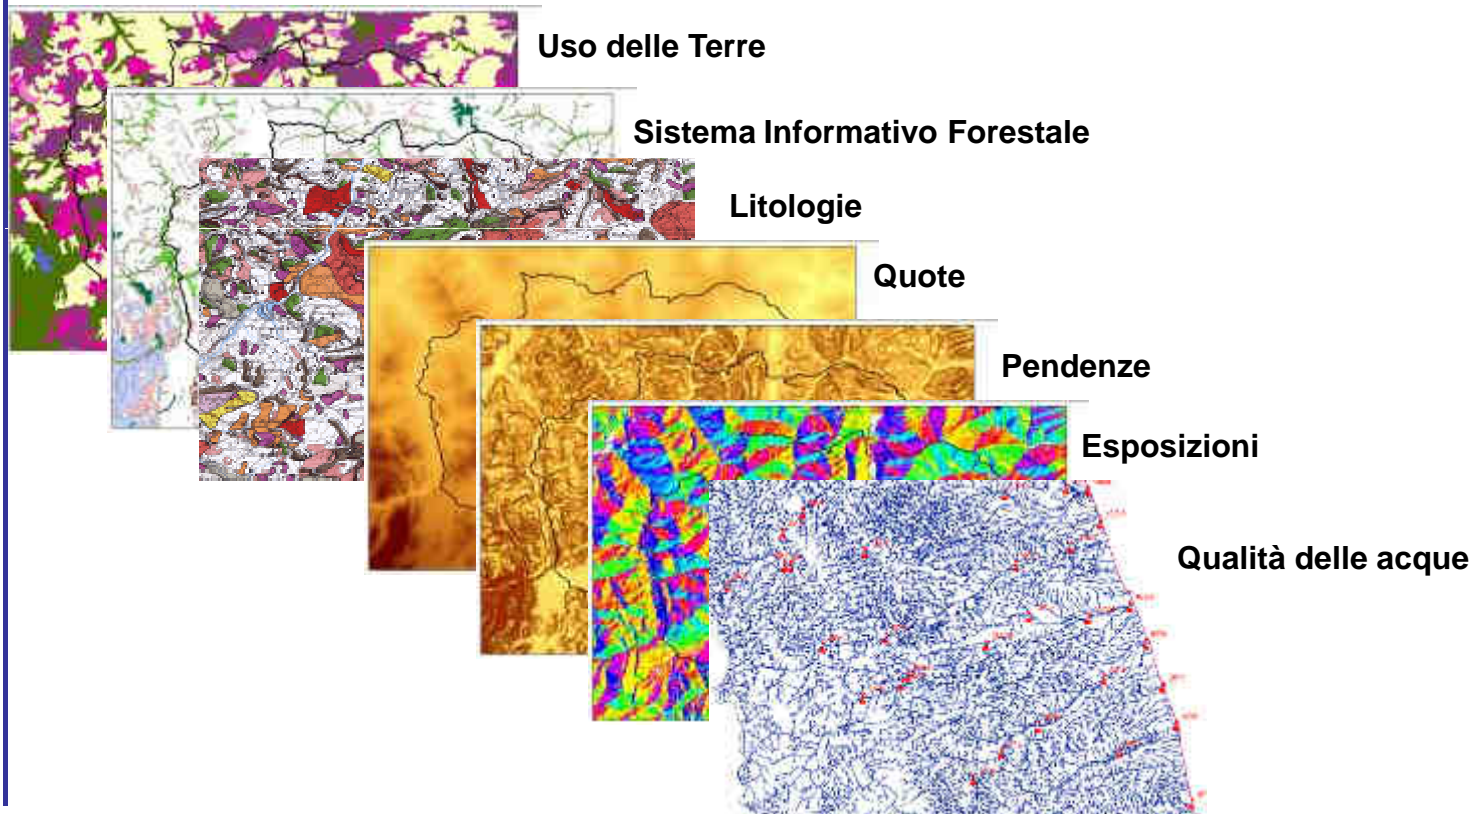 Uso delle Terre
Sistema Informativo Forestale
Litologie
Quote
Pendenze
Esposizioni
Qualità delle acque